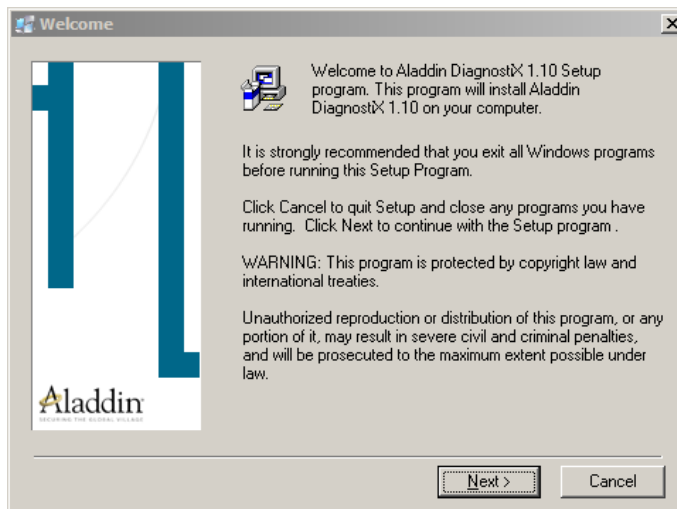 Welcome
Welcome to Aladdin DiagnostiX 1.10 Setup
program. This program will install Aladdin
DiagnostiX 1.10 on your computer.
It is strongly recommended that you exit all Windows programs
before running this Setup Program.
Click Cancel to quit Setup and close any programs you have
running. Click Next to continue with the Setup program .
WARNING: This program is protected by copyright law and
international treaties.
Unauthorized reproduction or distribution of this program, or any
portion of it, may result in severe civil and criminal penalties,
and will be prosecuted to the maximum extent possible under
law.
Aladdin
SECURING THE GLOBAL VILLAGE
Next >
Cancel